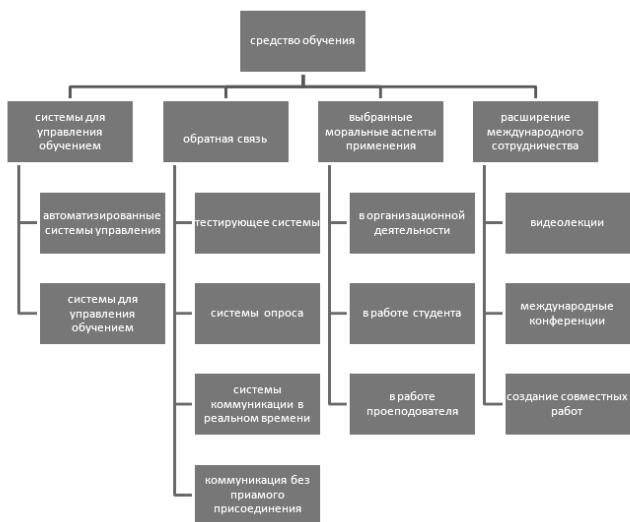 средство обучения
системы для
управления
обучением
обратная связь
выбранные
моральные аспекты
применения
расширение
международного
сотрудничества
автоматизированные
системы управления
тестирующее системы
в организационной
деятельности
видеолекции
системы для
управления
обучением
системы опроса
в работе студента
международные
конференции
системы
коммуникации в
реальном времени
в работе
проеподователя
создание совместных
работ
коммуникация без
приамого
присоединения